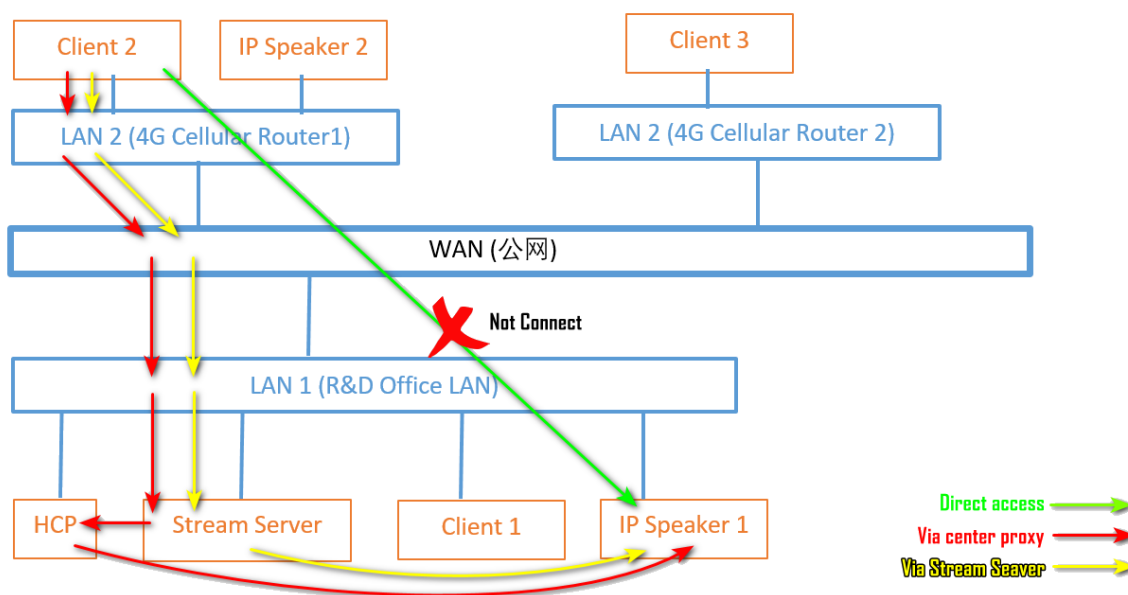 Client 2
IP Speaker 2
Client 3
LAN 2 (4G Cellular Router1)
LAN 2 (4G Cellular Router 2)
WAN (公网)
Not Connect
LAN 1 (R&D Office LAN)
HCP
Stream Server
Client 1
IP Speaker 1
Direct access
Via center proxy
Via Stream Seaver